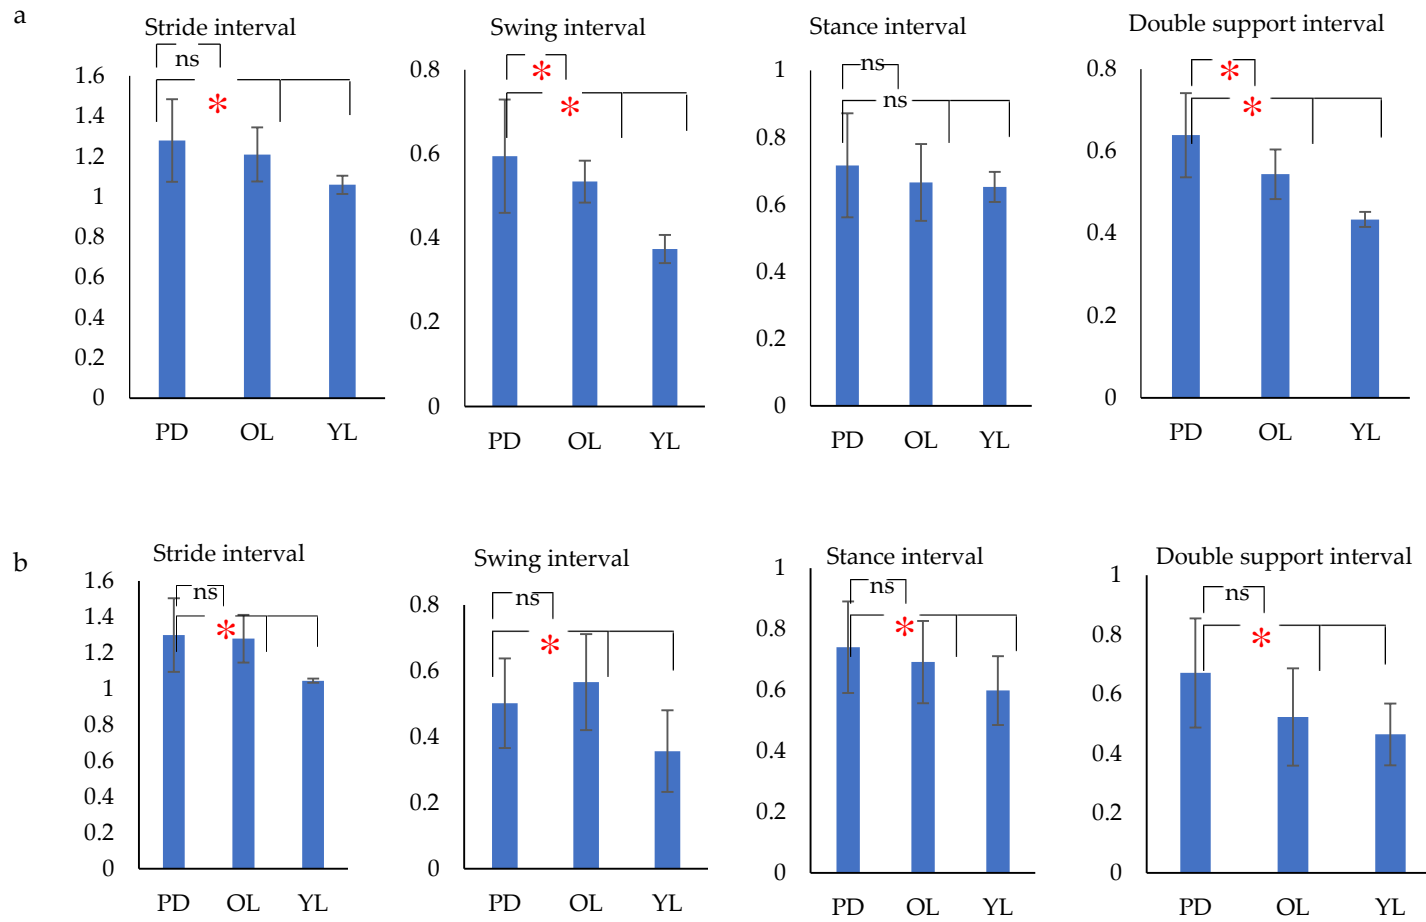 a
Stride interval
ns
*
1.6
1.4
1.2
1
0.8
0.6
0.4
0.2
0
PD OL YL
Swing interval
*
*
0.8
0.6
0.4
0.2
0
PD OL YL
Stance interval
ns
ns
1
0.8
0.6
0.4
0.2
0
PD OL YL
Double support interval
*
*
0.8
0.6
0.4
0.2
0
PD OL YL
b
Stride interval
ns
*
1.6
1.4
1.2
1
0.8
0.6
0.4
0.2
0
PD OL YL
Swing interval
ns
*
0.8
0.6
0.4
0.2
0
PD OL YL
Stance interval
ns
*
1
0.8
0.6
0.4
0.2
0
PD OL YL
Double support interval
ns
*
1
0.8
0.6
0.4
0.2
0
PD OL YL